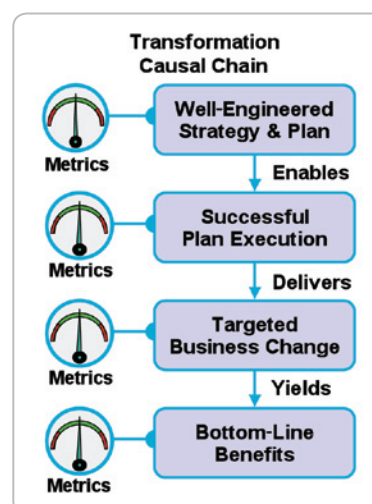 Transformation
Causal Chain
Well-Engineered
Strategy & Plan
Metrics
Enables
Successful
Plan Execution
Metrics
Delivers
Targeted
Business Change
Metrics
Yields
Bottom-Line
Benefits
Metrics